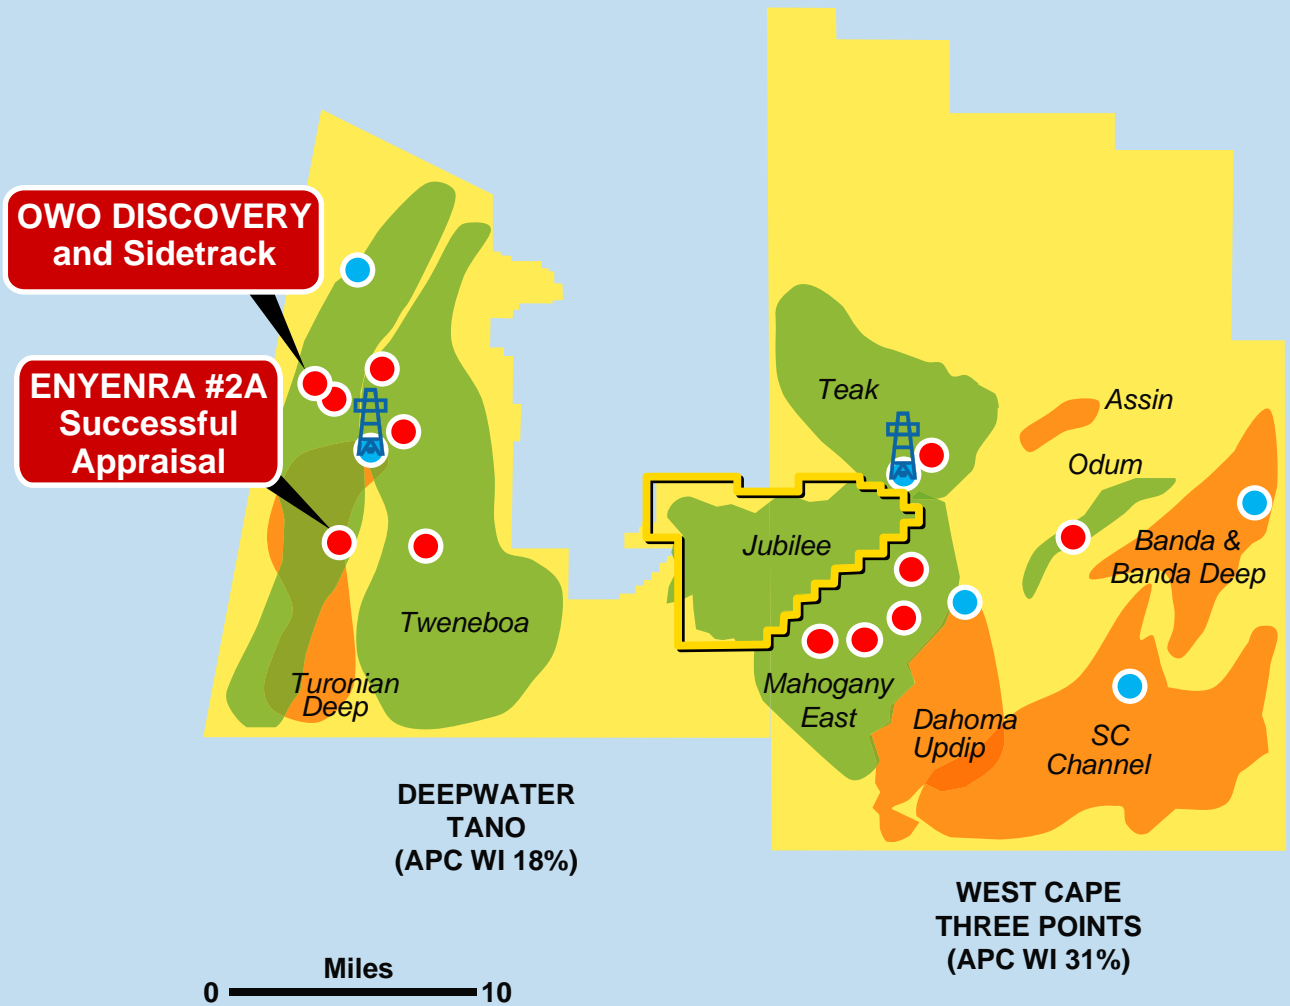 OWO DISCOVERY
and Sidetrack
ENYENRA #2A
Successful
Appraisal
Teak
Assin
Odum
Jubilee
Banda &
Banda Deep
Tweneboa
Turonian
Deep
Mahogany
East
Dahoma
Updip
SC
Channel
DEEPWATER
TANO
(APC WI 18%)
WEST CAPE
THREE POINTS
(APC WI 31%)
Miles
0 10